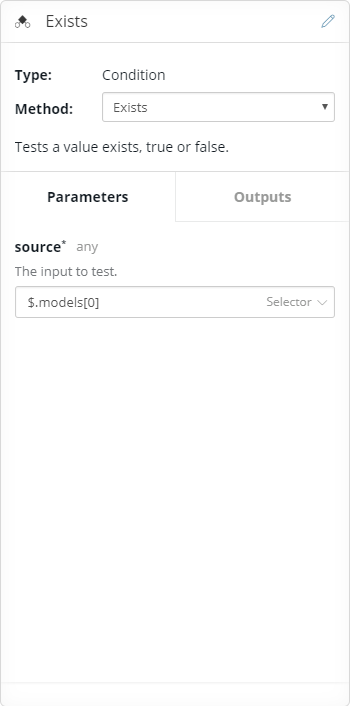 Exists
Type: Condition
Method: Exists
Tests a value exists, true or false.
Parameters Outputs
source* any
The input to test.
$.models[0] Selector